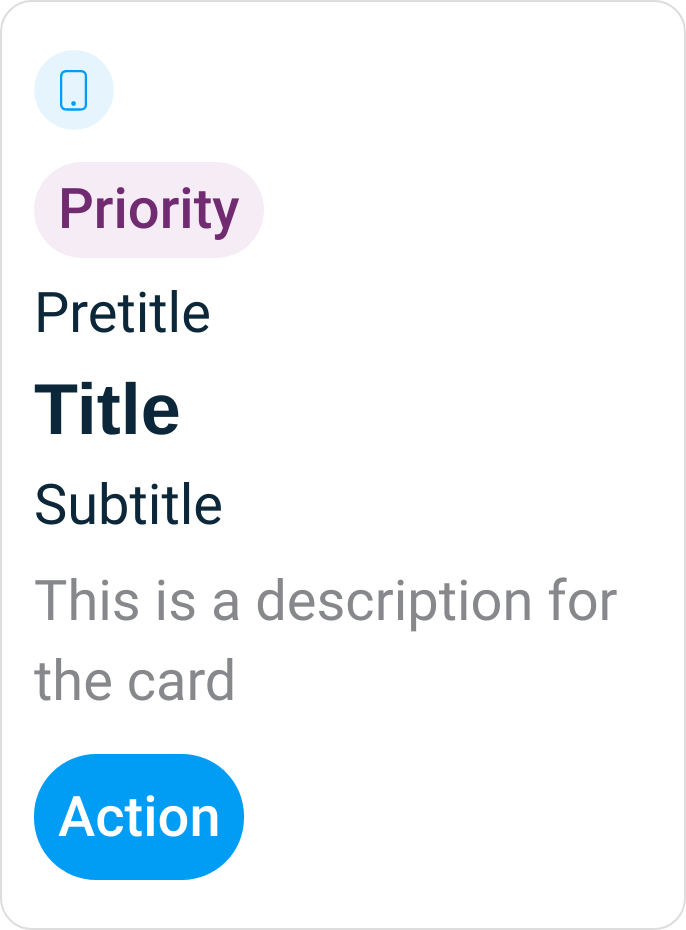 Priority
Pretitle
Title
Subtitle
This is a description for
the card
Action